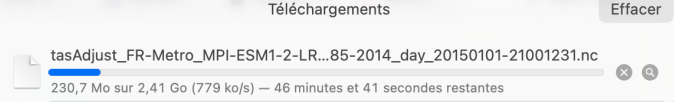 Téléchargements
Effacer
tasAdjust_FR-Metro_MPI-ESM1-2-LR...85-2014_day_20150101-21001231.nc
230,7 Mo sur 2,41 Go (779 ko/s) — 46 minutes et 41 secondes restantes